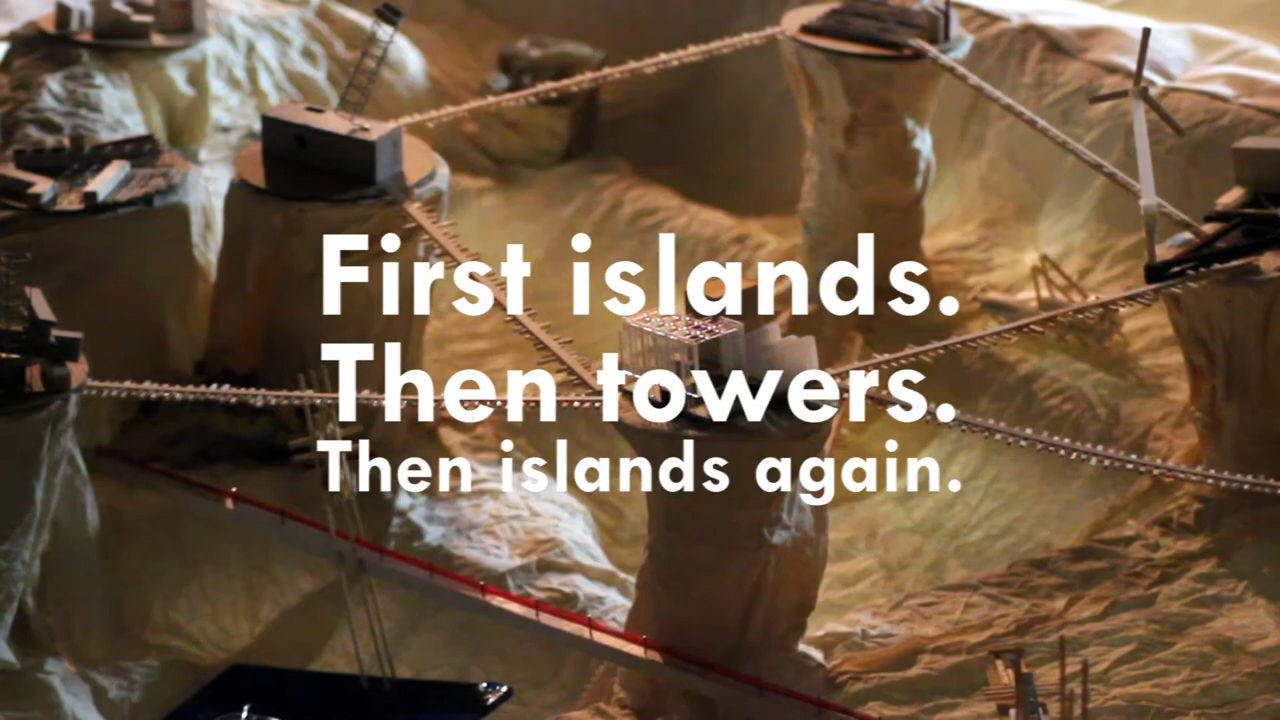 First islands.
Then towers.
Then islands again.